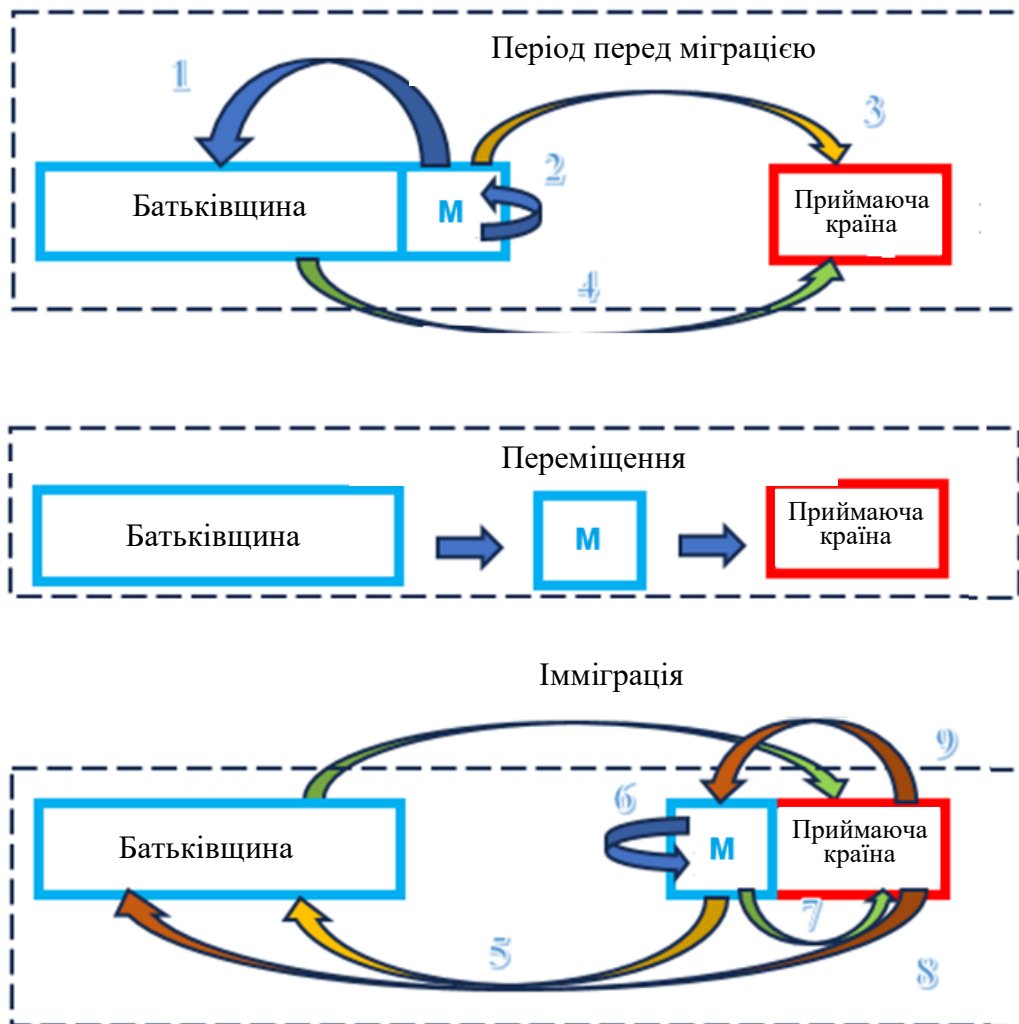 Період перед міграцією
1
3
2
Батьківщина
М
Приймаюча
країна
4
Переміщення
Батьківщина
М
Приймаюча
країна
Імміграція
9
6
Батьківщина
М
Приймаюча
країна
7
5
8